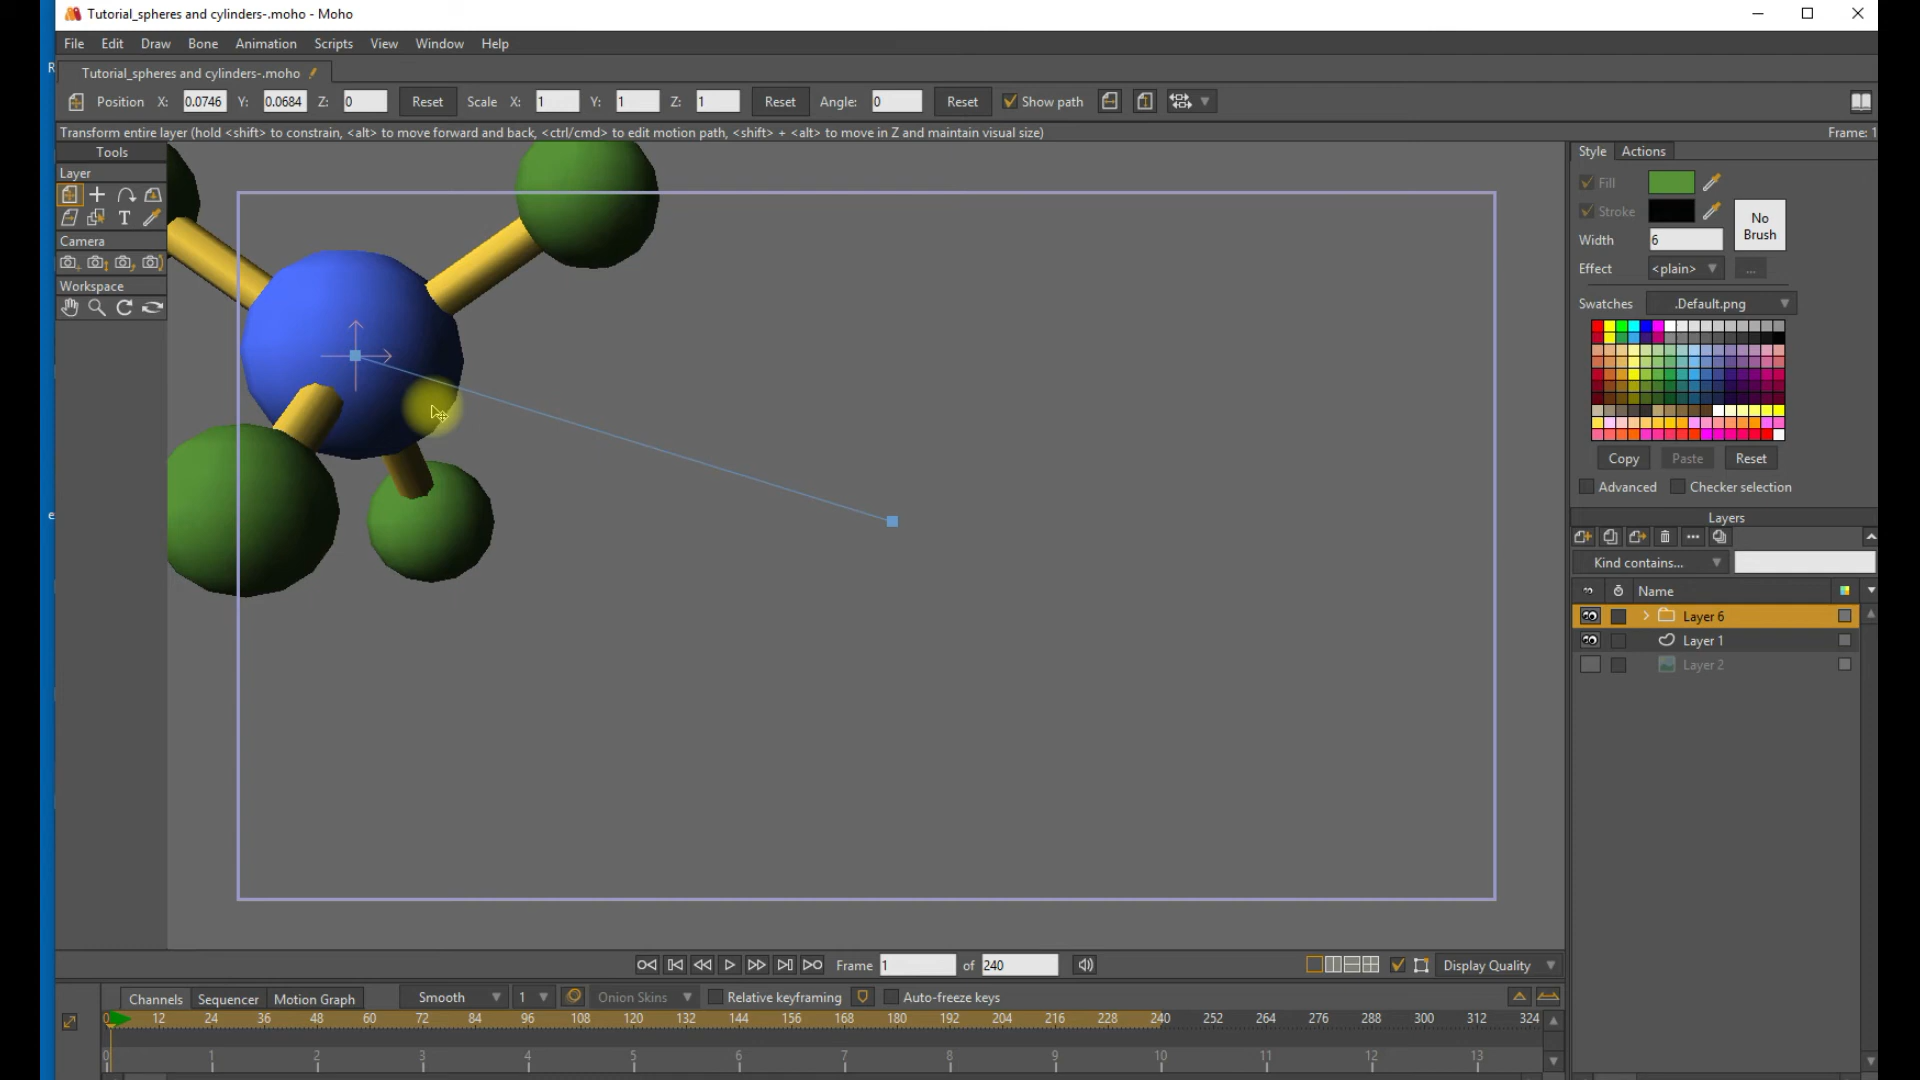 Tutorial_spheres and cylinders-.moho - Moho
File Edit Draw Bone Animation Scripts View Window Help
Tutorial_spheres and cylinders-.moho
Position X: 0.0746 Y: 0.0684 Z: 0 Reset Scale X: 1 Y: 1 Z: 1 Reset Angle: 0 Reset Show path
Transform entire layer (hold <shift> to constrain, <alt> to move forward and back, <ctrl/cmd> to edit motion path, <shift> + <alt> to move in Z and maintain visual size) Frame: 1
Tools
Layer
T
Camera
Workspace
Style Actions
Fill
Stroke
No
Brush
Width 6
Effect <plain> ...
Swatches .Default.png
Copy Paste Reset
Advanced Checker selection
Layers
Kind contains...
Name
Layer 6
Layer 1
Layer 2
Frame 1 of 240 Display Quality
Channels Sequencer Motion Graph Smooth 1 Onion Skins Relative keyframing Auto-freeze keys
0 12 24 36 48 60 72 84 96 108 120 132 144 156 168 180 192 204 216 228 240 252 264 276 288 300 312 324
0 1 2 3 4 5 6 7 8 9 10 11 12 13